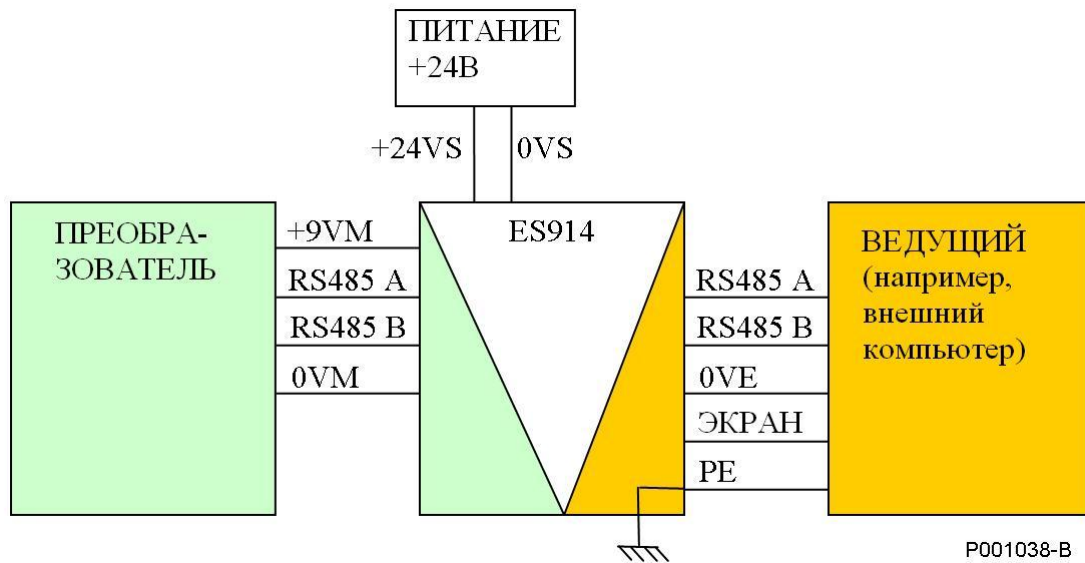 ПИТАНИЕ
+24В
+24VS
0VS
ПРЕОБРА-
ЗОВАТЕЛЬ
+9VM
RS485 A
RS485 B
0VM
ES914
RS485 A
RS485 B
0VE
ЭКРАН
PE
ВЕДУЩИЙ
(например,
внешний
компьютер)
P001038-B